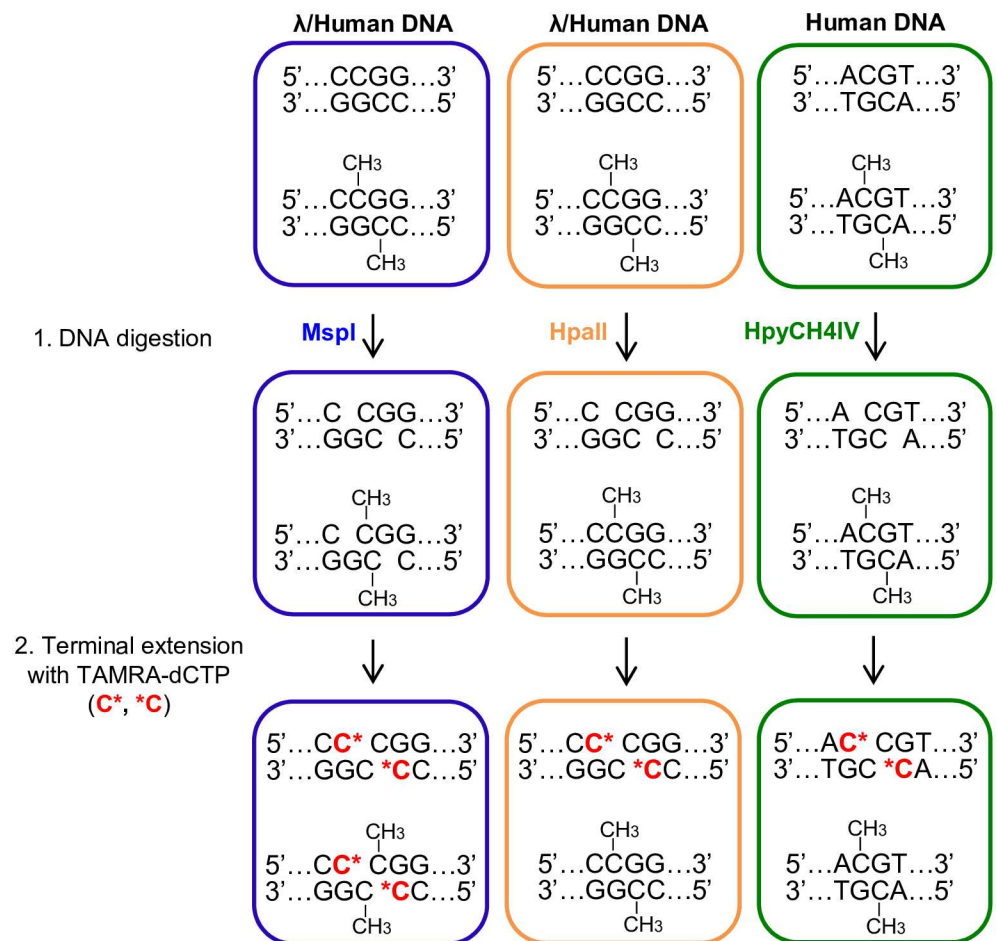 λ/Human DNA λ/Human DNA Human DNA
5’...CCGG...3’ 5’...CCGG...3’ 5’...ACGT...3’
3’...GGCC...5’ 3’...GGCC...5’ 3’...TGCA...5’
CH3 CH3 CH3
5’...CCGG...3’ 5’...CCGG...3’ 5’...ACGT...3’
3’...GGCC...5’ 3’...GGCC...5’ 3’...TGCA...5’
CH3 CH3 CH3
1. DNA digestion MspI HpaII HpyCH4IV
5’...C CGG...3’ 5’...C CGG...3’ 5’...A CGT...3’
3’...GGC C...5’ 3’...GGC C...5’ 3’...TGC A...5’
CH3 CH3 CH3
5’...C CGG...3’ 5’...CCGG...3’ 5’...ACGT...3’
3’...GGC C...5’ 3’...GGCC...5’ 3’...TGCA...5’
CH3 CH3 CH3
2. Terminal extension
with TAMRA-dCTP
(C*, *C)
5’...CC* CGG...3’ 5’...CC* CGG...3’ 5’...AC* CGT...3’
3’...GGC *CC...5’ 3’...GGC *CC...5’ 3’...TGC *CA...5’
CH3 CH3 CH3
5’...CC* CGG...3’ 5’...CCGG...3’ 5’...ACGT...3’
3’...GGC *CC...5’ 3’...GGCC...5’ 3’...TGCA...5’
CH3 CH3 CH3